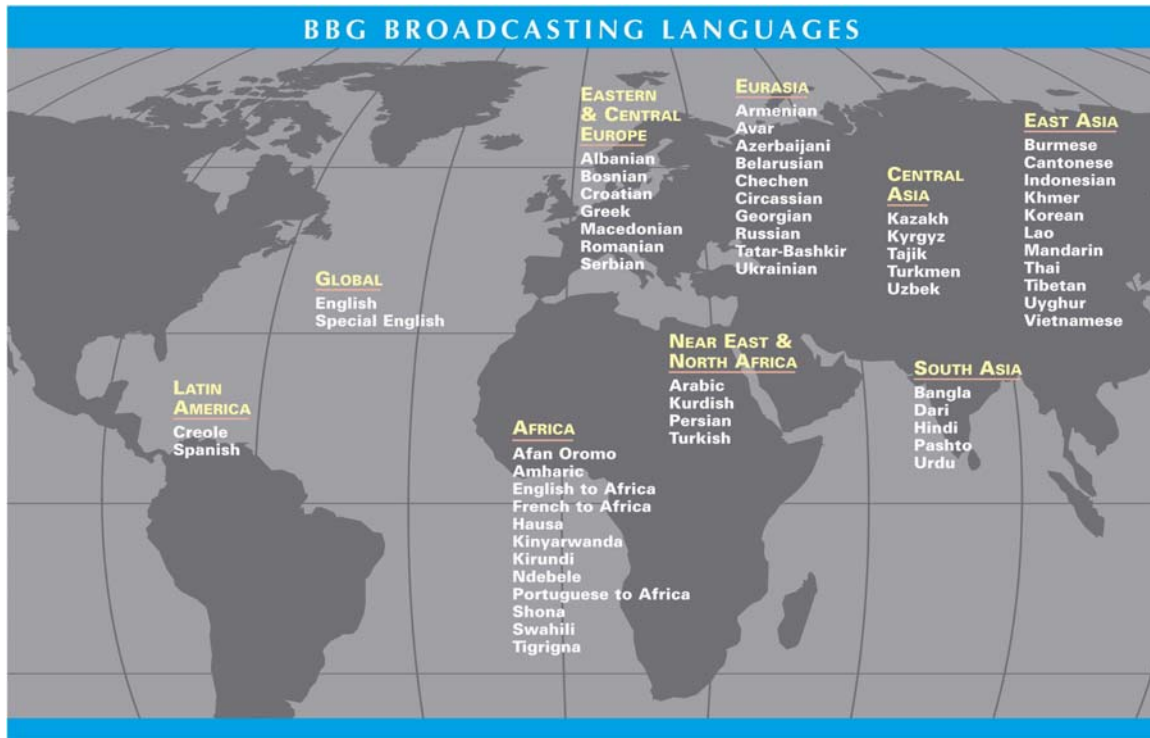 BBG BROADCASTING LANGUAGES
EASTERN
& CENTRAL
EUROPE
Albanian
Bosnian
Croatian
Greek
Macedonian
Romanian
Serbian
EURASIA
Armenian
Avar
Azerbaijani
Belarusian
Chechen
Circassian
Georgian
Russian
Tatar-Bashkir
Ukrainian
CENTRAL
ASIA
Kazakh
Kyrgyz
Tajik
Turkmen
Uzbek
EAST ASIA
Burmese
Cantonese
Indonesian
Khmer
Korean
Lao
Mandarin
Thai
Tibetan
Uyghur
Vietnamese
GLOBAL
English
Special English
LATIN
AMERICA
Creole
Spanish
AFRICA
Afan Oromo
Amharic
English to Africa
French to Africa
Hausa
Kinyarwanda
Kirundi
Ndebele
Portuguese to Africa
Shona
Swahili
Tigrigna
NEAR EAST &
NORTH AFRICA
Arabic
Kurdish
Persian
Turkish
SOUTH ASIA
Bangla
Dari
Hindi
Pashto
Urdu